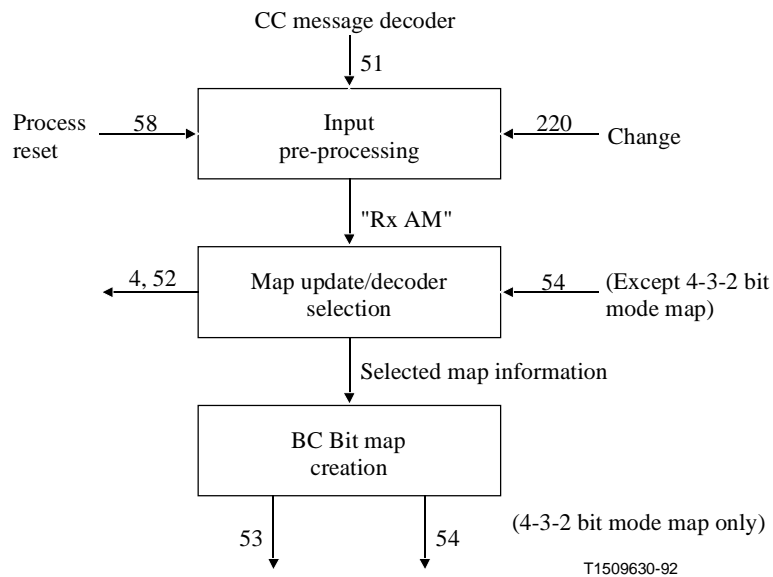 CC message decoder
51
Process
reset
58
Input
pre-processing
220
Change
"Rx AM"
4, 52
Map update/decoder
selection
54
(Except 4-3-2 bit
mode map)
Selected map information
BC Bit map
creation
53
54
(4-3-2 bit mode map only)
T1509630-92